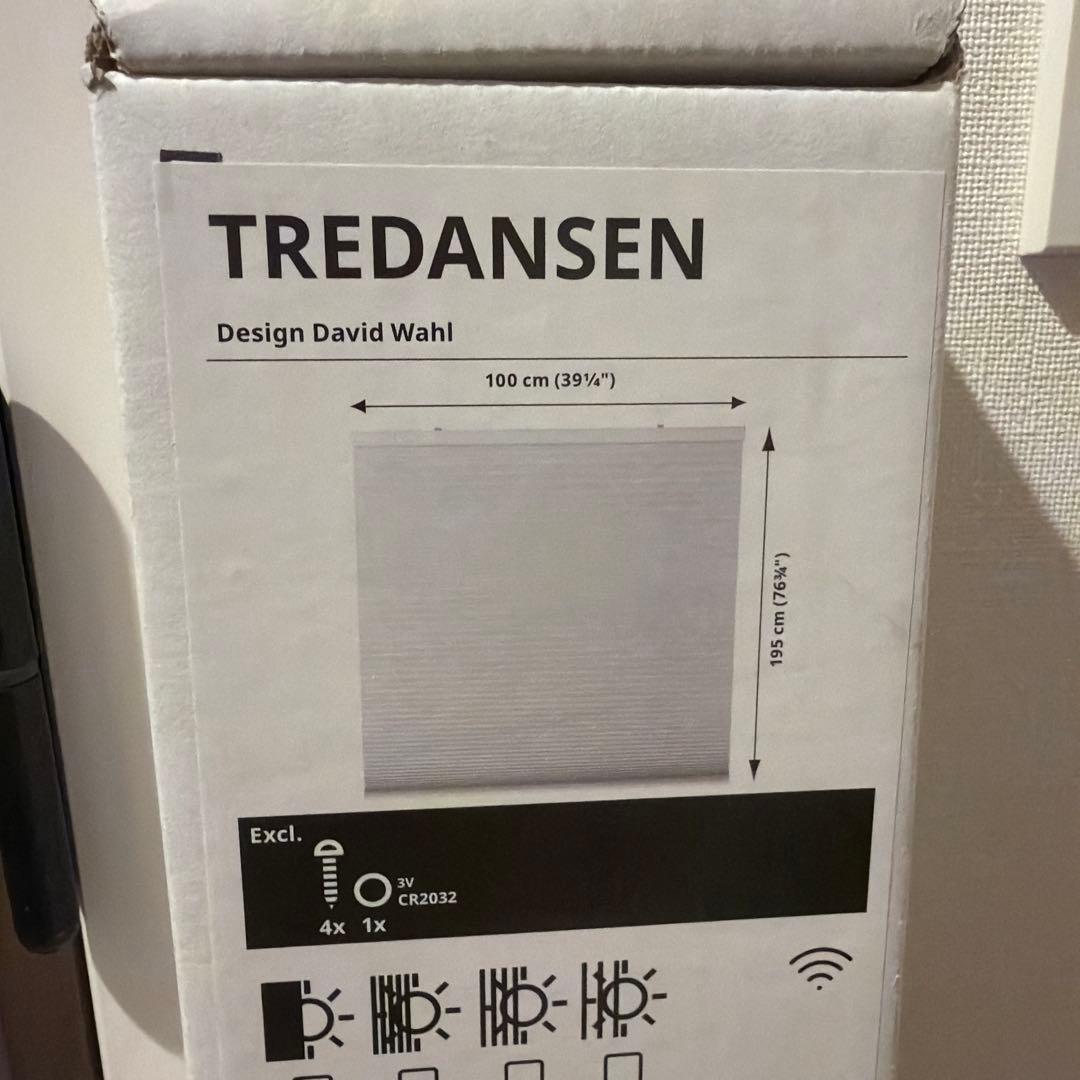 TREDANSEN
Design David Wahl
100 cm (39¼")
195 cm (76¾")
Excl.
3V
CR2032
4x 1x